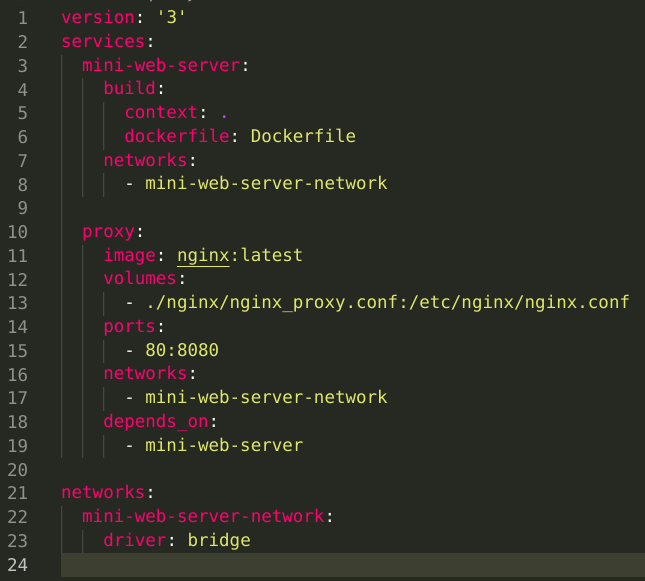 1 version: '3'
2 services:
3   mini-web-server:
4     build:
5       context: .
6       dockerfile: Dockerfile
7     networks:
8       - mini-web-server-network
9
10   proxy:
11     image: nginx:latest
12     volumes:
13       - ./nginx/nginx_proxy.conf:/etc/nginx/nginx.conf
14     ports:
15       - 80:8080
16     networks:
17       - mini-web-server-network
18     depends_on:
19       - mini-web-server
20
21 networks:
22   mini-web-server-network:
23     driver: bridge
24